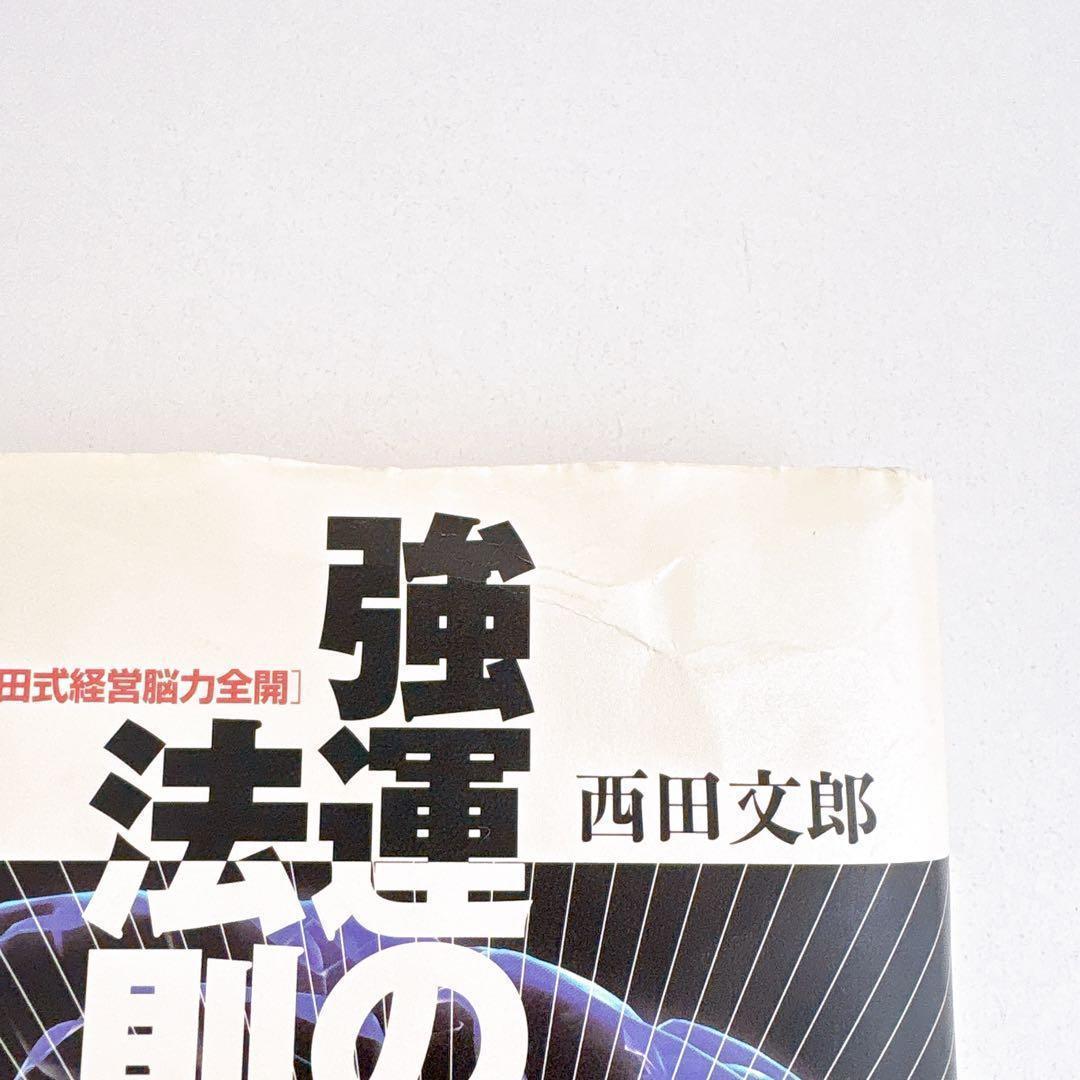 強運の
法則
田式経営脳力全開］
西田文郎